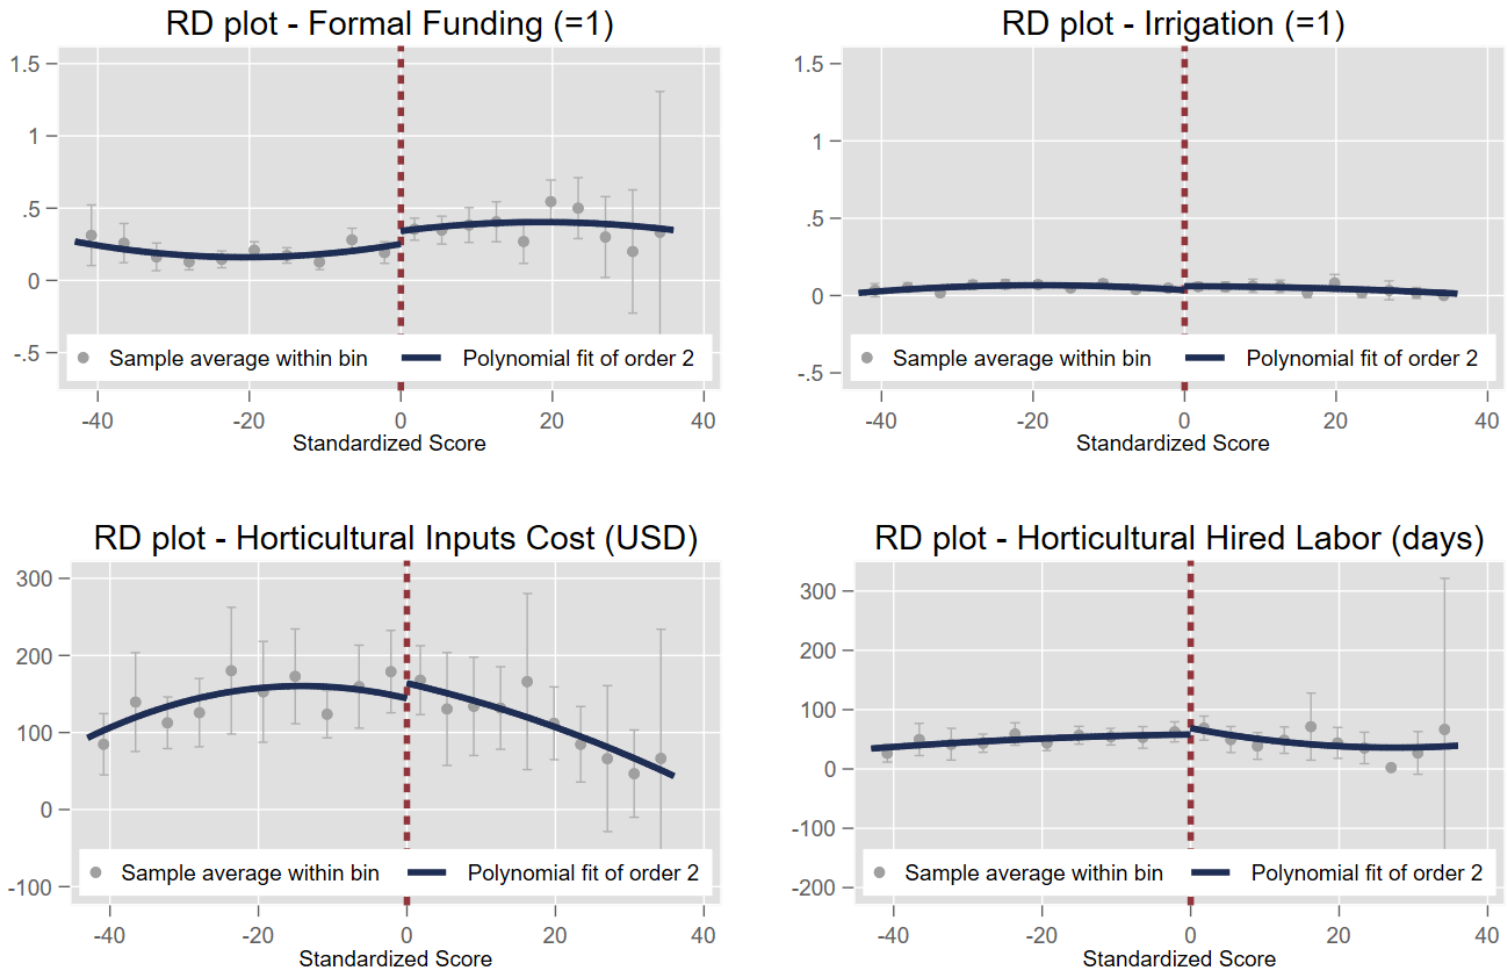 RD plot - Formal Funding (=1)
1.5
1
.5
0
-.5
Sample average within bin Polynomial fit of order 2
-40 -20 0 20 40
Standardized Score
RD plot - Irrigation (=1)
1.5
1
.5
0
-.5
Sample average within bin Polynomial fit of order 2
-40 -20 0 20 40
Standardized Score
RD plot - Horticultural Inputs Cost (USD)
300
200
100
0
-100
Sample average within bin Polynomial fit of order 2
-40 -20 0 20 40
Standardized Score
RD plot - Horticultural Hired Labor (days)
300
200
100
0
-100
-200
Sample average within bin Polynomial fit of order 2
-40 -20 0 20 40
Standardized Score